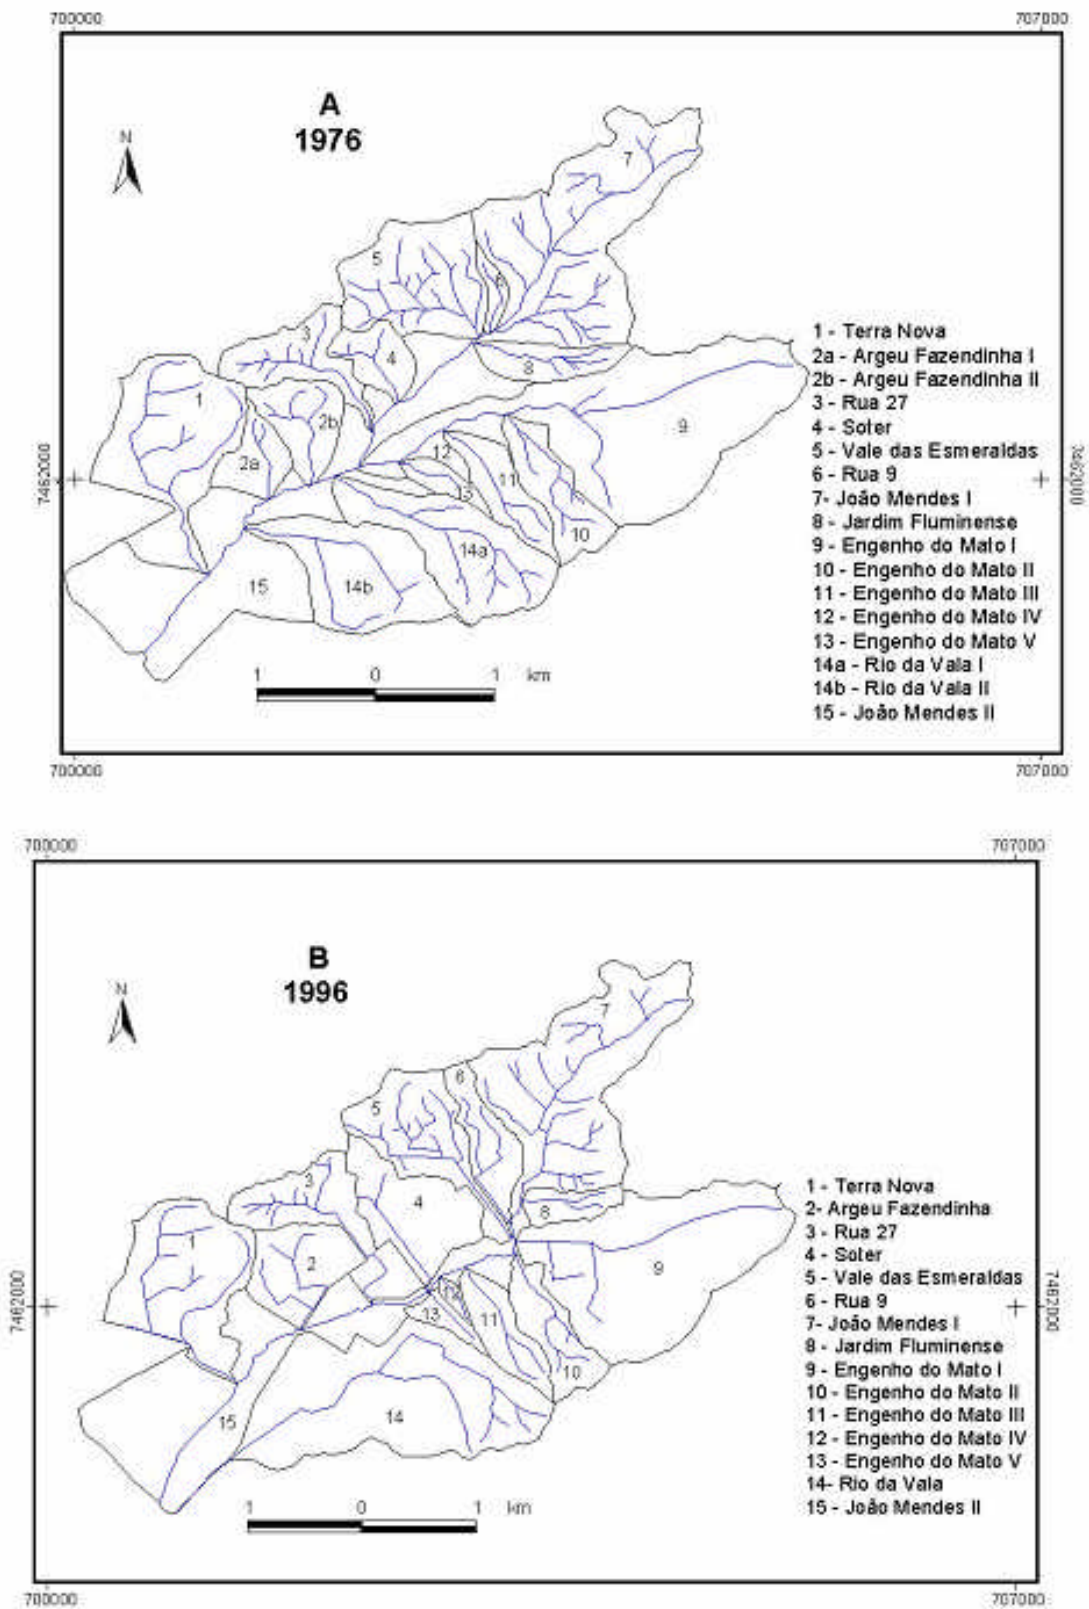 700000 707000
A
1976
N
7
5
6
3
4
8
1
2b
9
2a
12
11
13
10
14a
15
14b
7462000
7462000
1 - Terra Nova
2a - Argeu Fazendinha I
2b - Argeu Fazendinha II
3 - Rua 27
4 - Soter
5 - Vale das Esmeraldas
6 - Rua 9
7- João Mendes I
8 - Jardim Fluminense
9 - Engenho do Mato I
10 - Engenho do Mato II
11 - Engenho do Mato III
12 - Engenho do Mato IV
13 - Engenho do Mato V
14a - Rio da Vala I
14b - Rio da Vala II
15 - João Mendes II
1 0 1 km
700000 707000
700000 707000
B
1996
N
7
6
5
3
4
8
1
2
9
12
13
11
10
14
15
7462000
7462000
1 - Terra Nova
2- Argeu Fazendinha
3 - Rua 27
4 - Soter
5 - Vale das Esmeraldas
6 - Rua 9
7- João Mendes I
8 - Jardim Fluminense
9 - Engenho do Mato I
10 - Engenho do Mato II
11 - Engenho do Mato III
12 - Engenho do Mato IV
13 - Engenho do Mato V
14- Rio da Vala
15 - João Mendes II
1 0 1 km
700000 707000